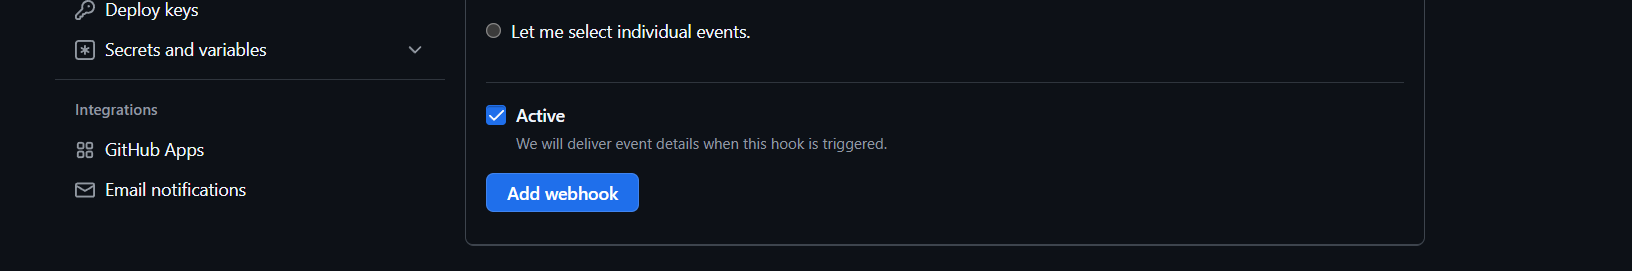 Deploy keys
Secrets and variables
Integrations
GitHub Apps
Email notifications
Let me select individual events.
Active
We will deliver event details when this hook is triggered.
Add webhook